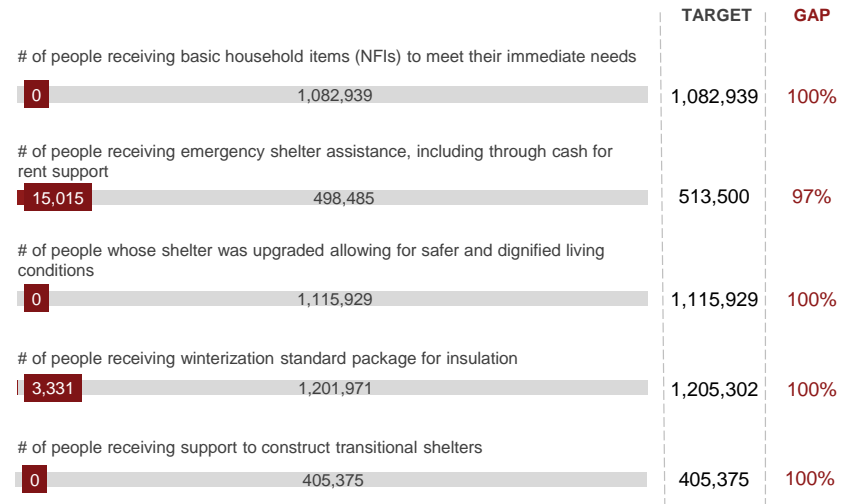 TARGET GAP
# of people receiving basic household items (NFIs) to meet their immediate needs
0 1,082,939 1,082,939 100%
# of people receiving emergency shelter assistance, including through cash for
rent support
15,015 498,485 513,500 97%
# of people whose shelter was upgraded allowing for safer and dignified living
conditions
0 1,115,929 1,115,929 100%
# of people receiving winterization standard package for insulation
3,331 1,201,971 1,205,302 100%
# of people receiving support to construct transitional shelters
0 405,375 405,375 100%